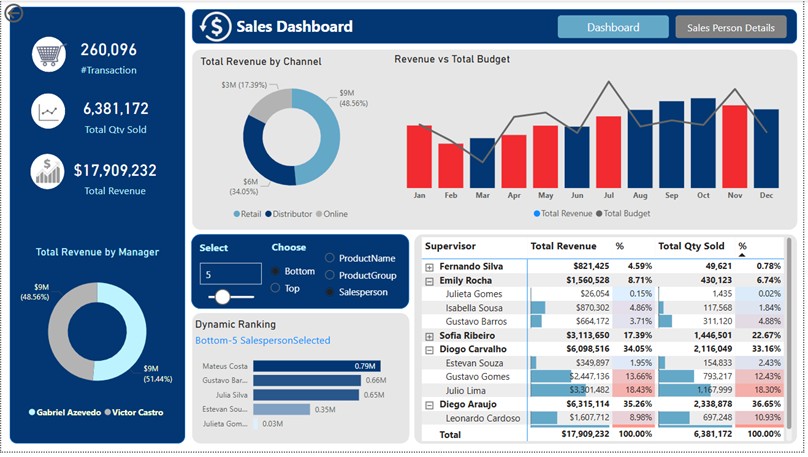 260,096
#Transaction
6,381,172
Total Qty Sold
$17,909,232
Total Revenue
Total Revenue by Manager
$9M
(48.56%)
$9M
(51.44%)
Gabriel Azevedo Victor Castro
Sales Dashboard
Dashboard
Sales Person Details
Total Revenue by Channel
$3M (17.39%)
$9M
(48.56%)
$6M
(34.05%)
Retail Distributor Online
Revenue vs Total Budget
Jan Feb Mar Apr May Jun Jul Aug Sep Oct Nov Dec
Total Revenue Total Budget
Select
5
Choose
Bottom
Top
ProductName
ProductGroup
Salesperson
Dynamic Ranking
Bottom-5 SalespersonSelected
Mateus Costa 0.79M
Gustavo Bar... 0.66M
Julia Silva 0.65M
Estevan Sou... 0.35M
Julieta Gom... 0.03M
Supervisor Total Revenue % Total Qty Sold %
Fernando Silva $821,425 4.59% 49,621 0.78%
Emily Rocha $1,560,528 8.71% 430,123 6.74%
Julieta Gomes $26,054 0.15% 1,435 0.02%
Isabella Sousa $870,302 4.86% 117,568 1.84%
Gustavo Barros $664,172 3.71% 311,120 4.88%
Sofia Ribeiro $3,113,650 17.39% 1,446,501 22.67%
Diogo Carvalho $6,098,516 34.05% 2,116,049 33.16%
Estevan Souza $349,897 1.95% 154,833 2.43%
Gustavo Gomes $2,447,136 13.66% 793,217 12.43%
Julio Lima $3,301,482 18.43% 1,167,999 18.30%
Diego Araujo $6,315,114 35.26% 2,338,878 36.65%
Leonardo Cardoso $1,607,712 8.98% 697,248 10.93%
Total $17,909,232 100.00% 6,381,172 100.00%